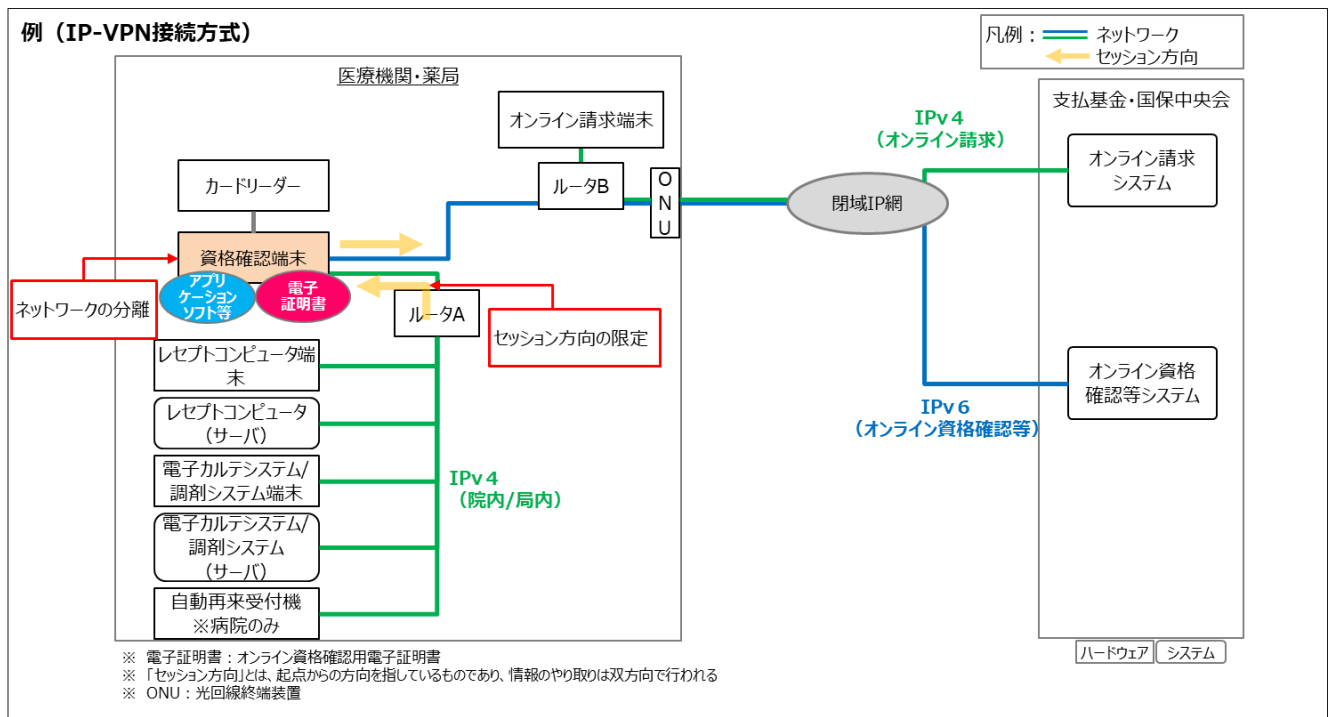 例（IP-VPN接続方式）
凡例：
ネットワーク
セッション方向
医療機関・薬局
支払基金・国保中央会
オンライン請求端末
IPv４
（オンライン請求）
オンライン請求
システム
カードリーダー
ルータB
O
N
U
閉域IP網
資格確認端末
アプリ
ケーション
ソフト等
電子
証明書
ネットワークの分離
ルータA
セッション方向の限定
レセプトコンピュータ端
末
オンライン資格
確認等システム
レセプトコンピュータ
（サーバ）
IPv６
（オンライン資格確認等）
電子カルテシステム/
調剤システム端末
IPv４
（院内/局内）
電子カルテシステム/
調剤システム
（サーバ）
自動再来受付機
※病院のみ
ハードウェア
システム
※ 電子証明書：オンライン資格確認用電子証明書
※ 「セッション方向」とは、起点からの方向を指しているものであり、情報のやり取りは双方向で行われる
※ ONU：光回線終端装置